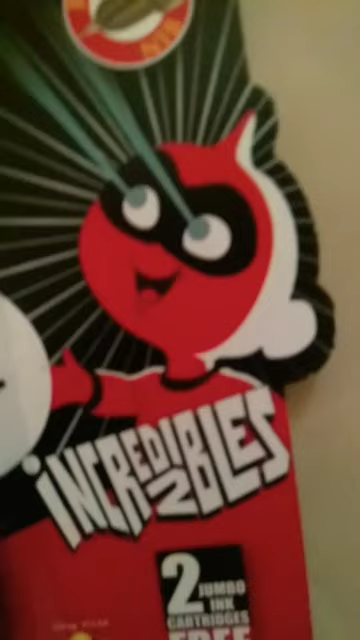 INCREDIBLES
2
2 JUMBO
INK
CARTRIDGES
FREE